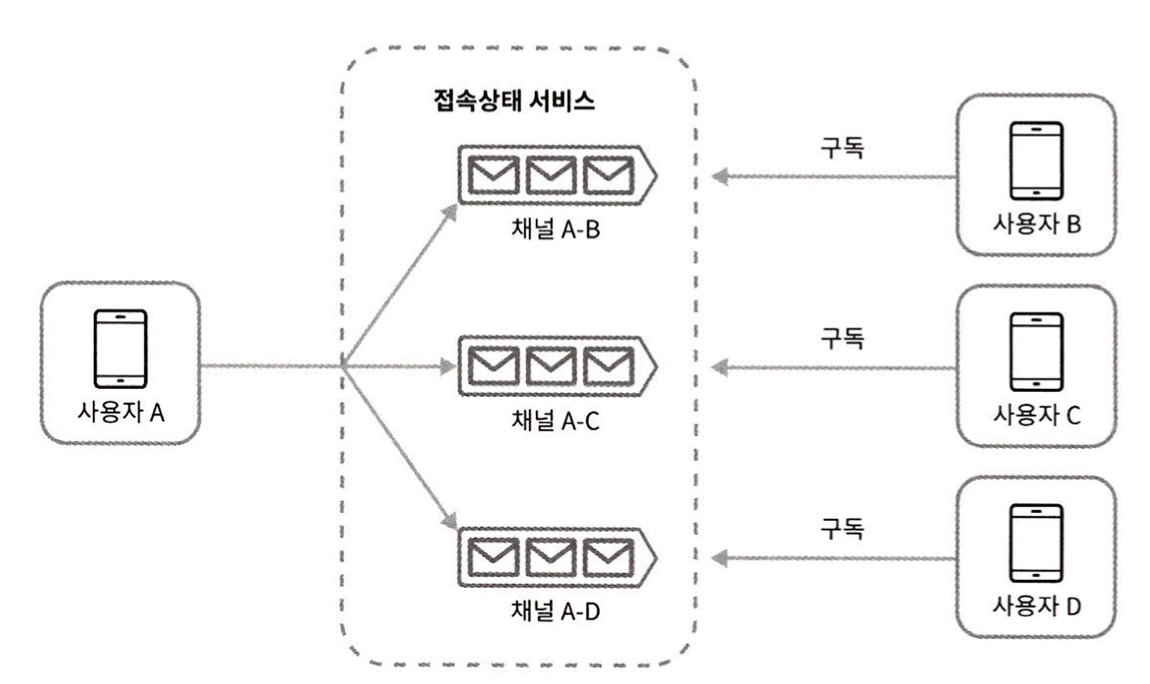 접속상태 서비스
채널 A-B
채널 A-C
채널 A-D
사용자 A
구독
사용자 B
구독
사용자 C
구독
사용자 D